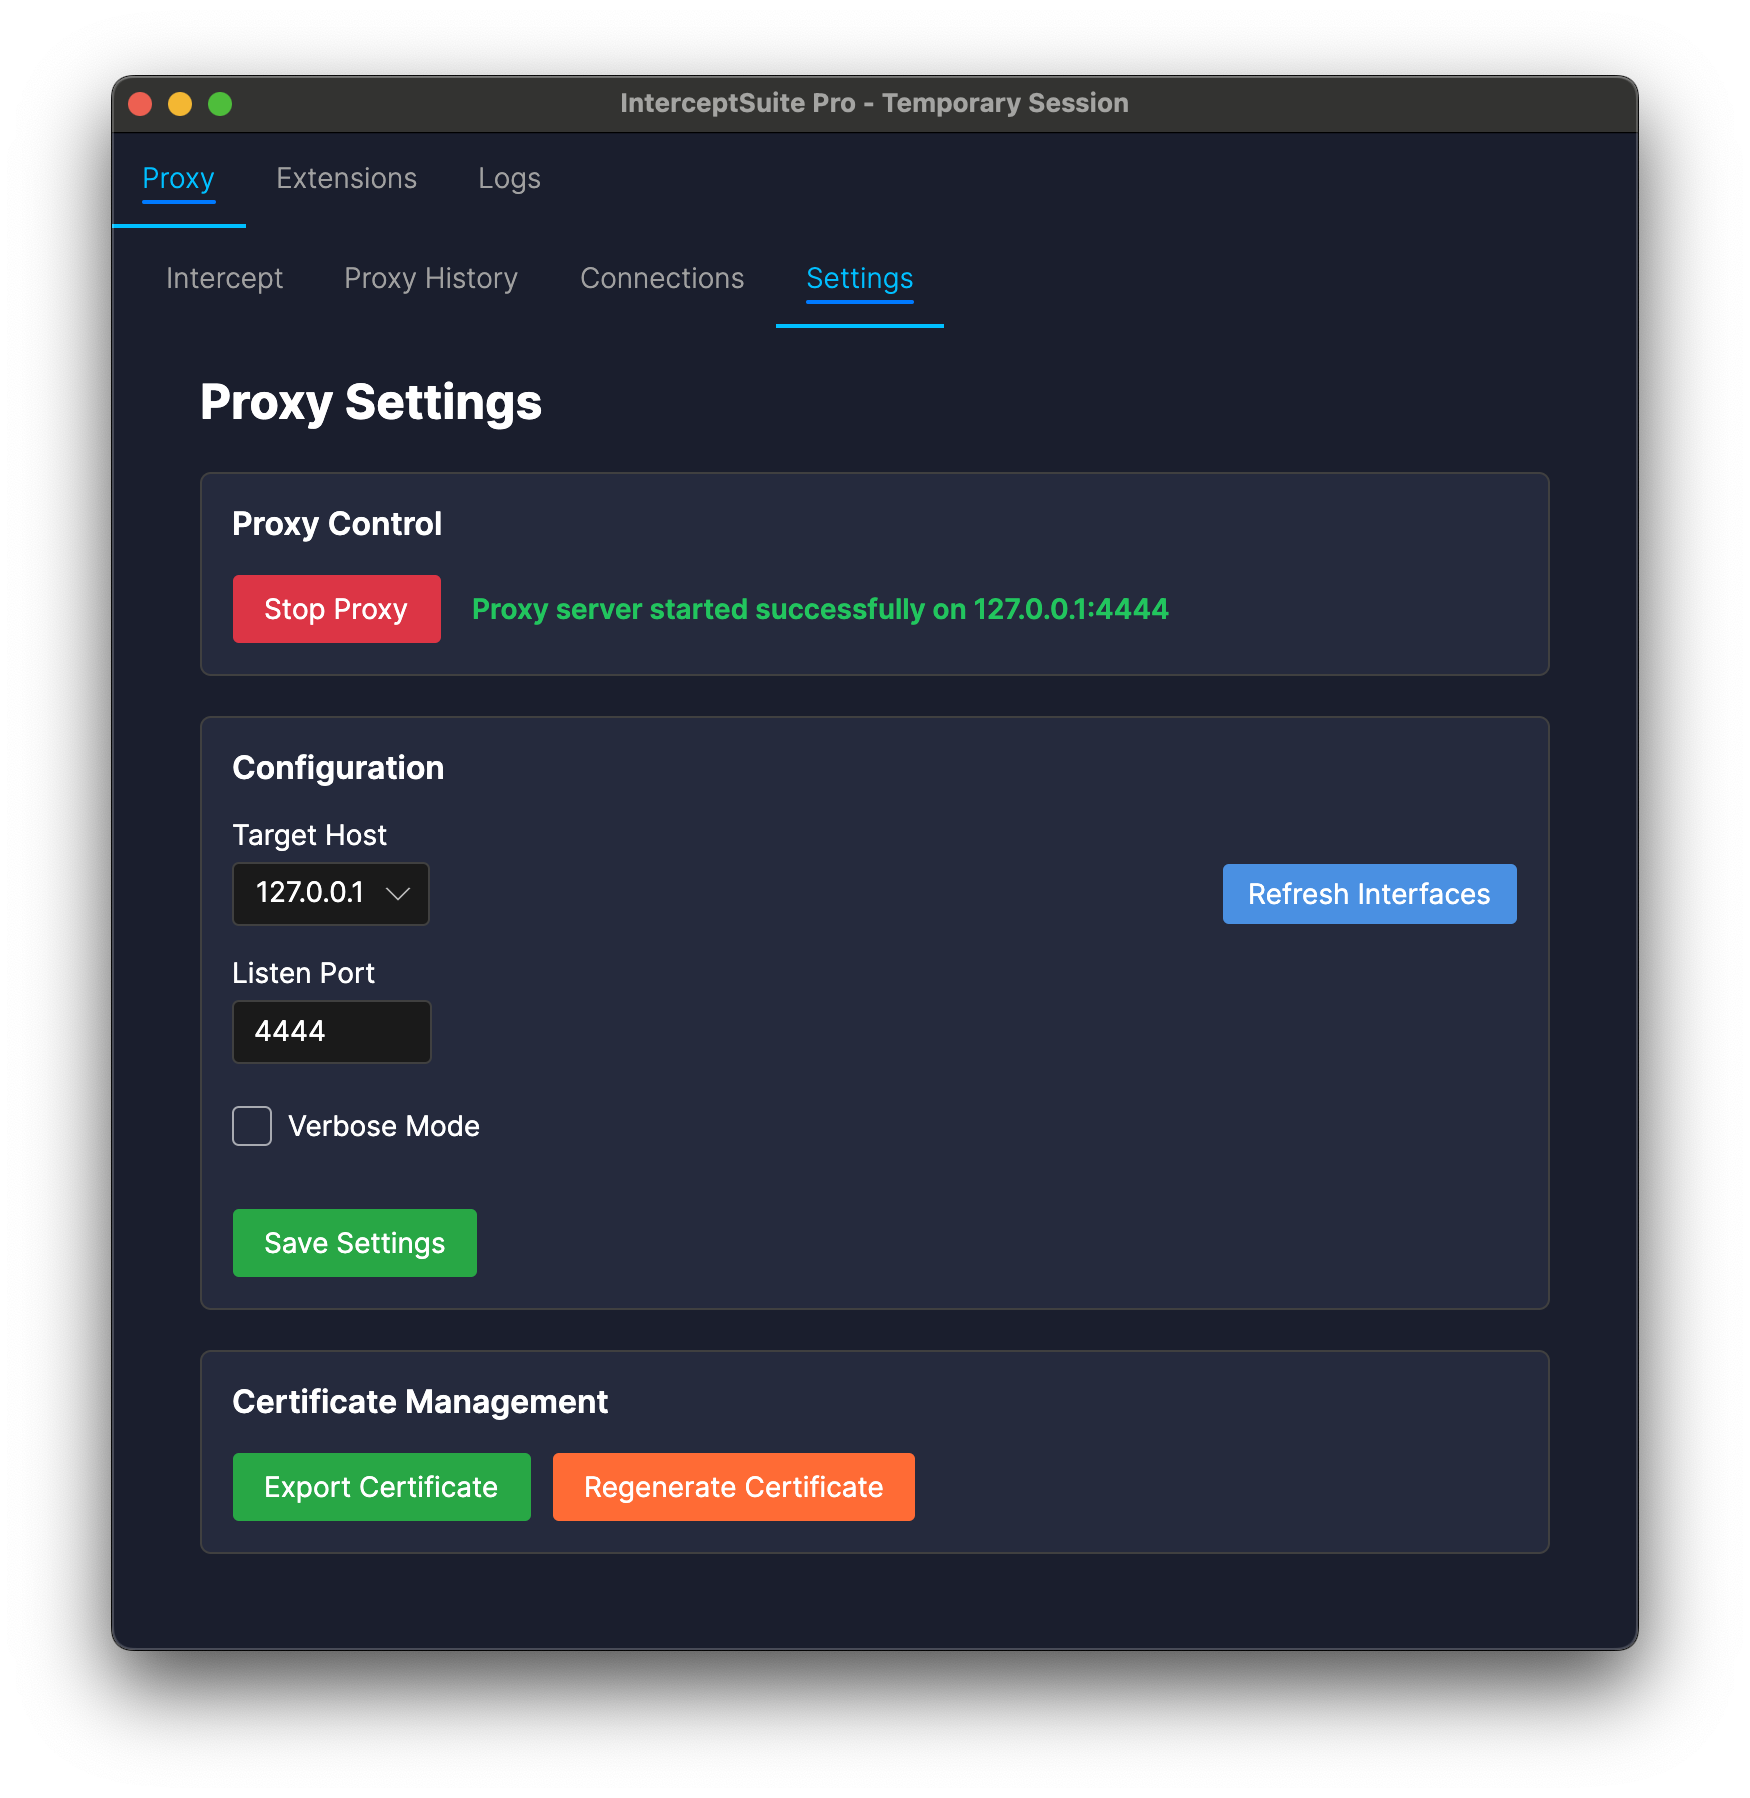 InterceptSuite Pro - Temporary Session
Proxy Extensions Logs
Intercept Proxy History Connections Settings
Proxy Settings
Proxy Control
Stop Proxy Proxy server started successfully on 127.0.0.1:4444
Configuration
Target Host
127.0.0.1 Refresh Interfaces
Listen Port
4444
Verbose Mode
Save Settings
Certificate Management
Export Certificate Regenerate Certificate